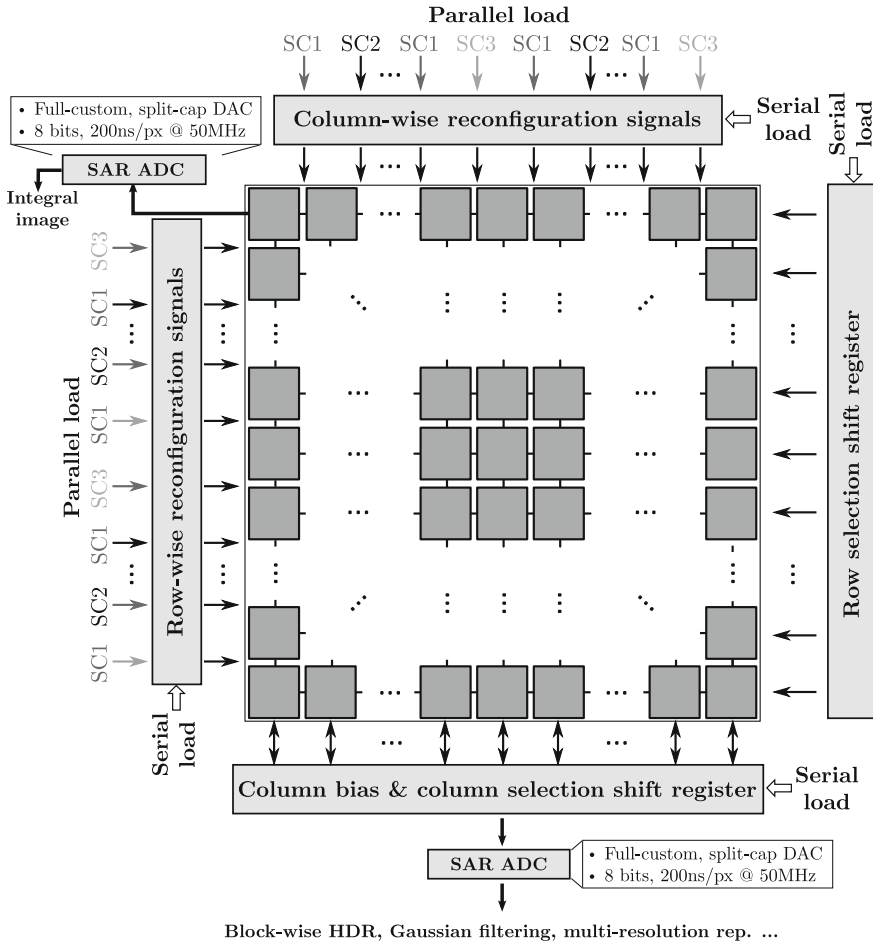 Parallel load
SC1 SC2 SC1 SC3 SC1 SC2 SC1 SC3
• Full-custom, split-cap DAC
• 8 bits, 200ns/px @ 50MHz
Column-wise reconfiguration signals
Serial
load
Serial
load
SAR ADC
Integral
image
Parallel load
SC3
SC1
SC2
SC1
SC3
SC1
SC2
SC1
Row-wise reconfiguration signals
Serial
load
Row selection shift register
Column bias & column selection shift register
Serial
load
SAR ADC
• Full-custom, split-cap DAC
• 8 bits, 200ns/px @ 50MHz
Block-wise HDR, Gaussian filtering, multi-resolution rep. ...